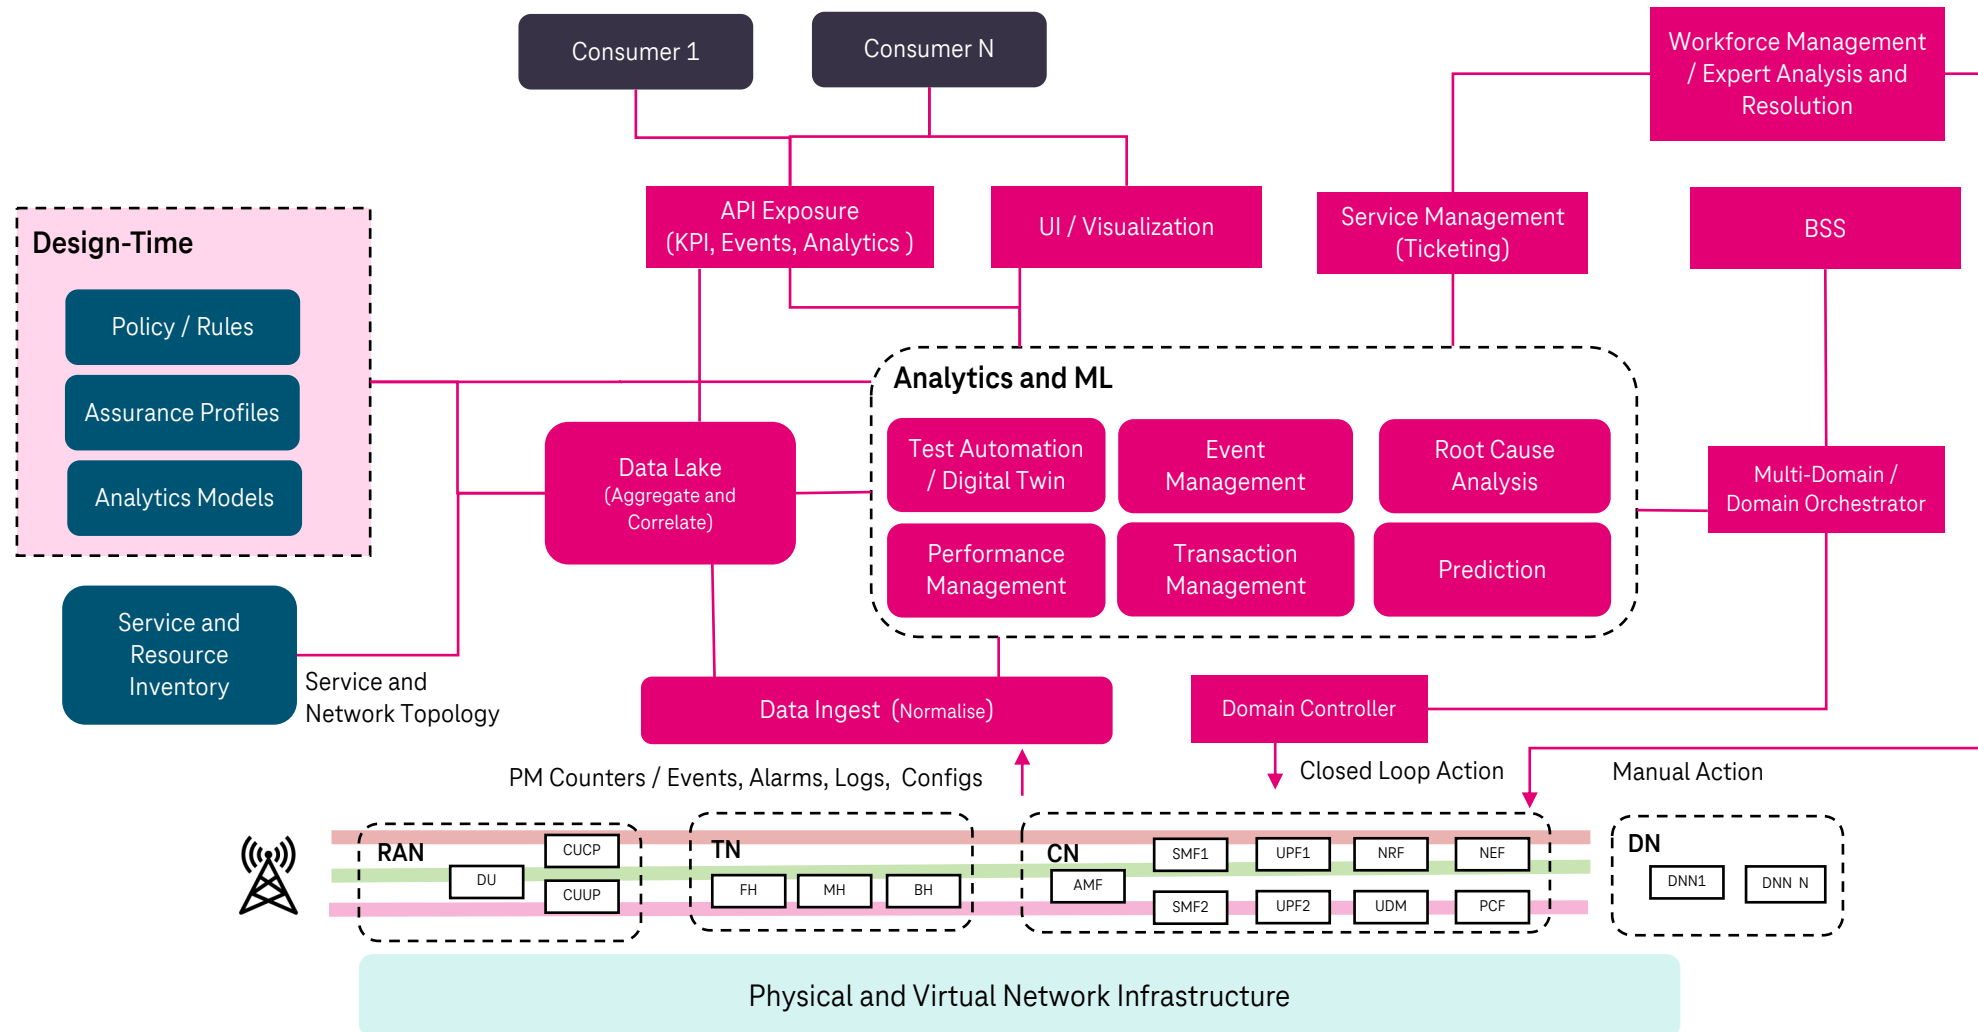 Consumer 1
Consumer N
Workforce Management
/ Expert Analysis and
Resolution
API Exposure
(KPI, Events, Analytics )
UI / Visualization
Service Management
(Ticketing)
BSS
Design-Time
Policy / Rules
Assurance Profiles
Analytics Models
Analytics and ML
Data Lake
(Aggregate and
Correlate)
Test Automation
/ Digital Twin
Event
Management
Root Cause
Analysis
Performance
Management
Transaction
Management
Prediction
Multi-Domain /
Domain Orchestrator
Service and
Resource
Inventory
Service and
Network Topology
Data Ingest (Normalise)
Domain Controller
PM Counters / Events, Alarms, Logs, Configs
Closed Loop Action
Manual Action
RAN
DU
CUCP
CUUP
TN
FH
MH
BH
CN
AMF
SMF1
UPF1
NRF
NEF
SMF2
UPF2
UDM
PCF
DN
DNN1
DNN N
Physical and Virtual Network Infrastructure